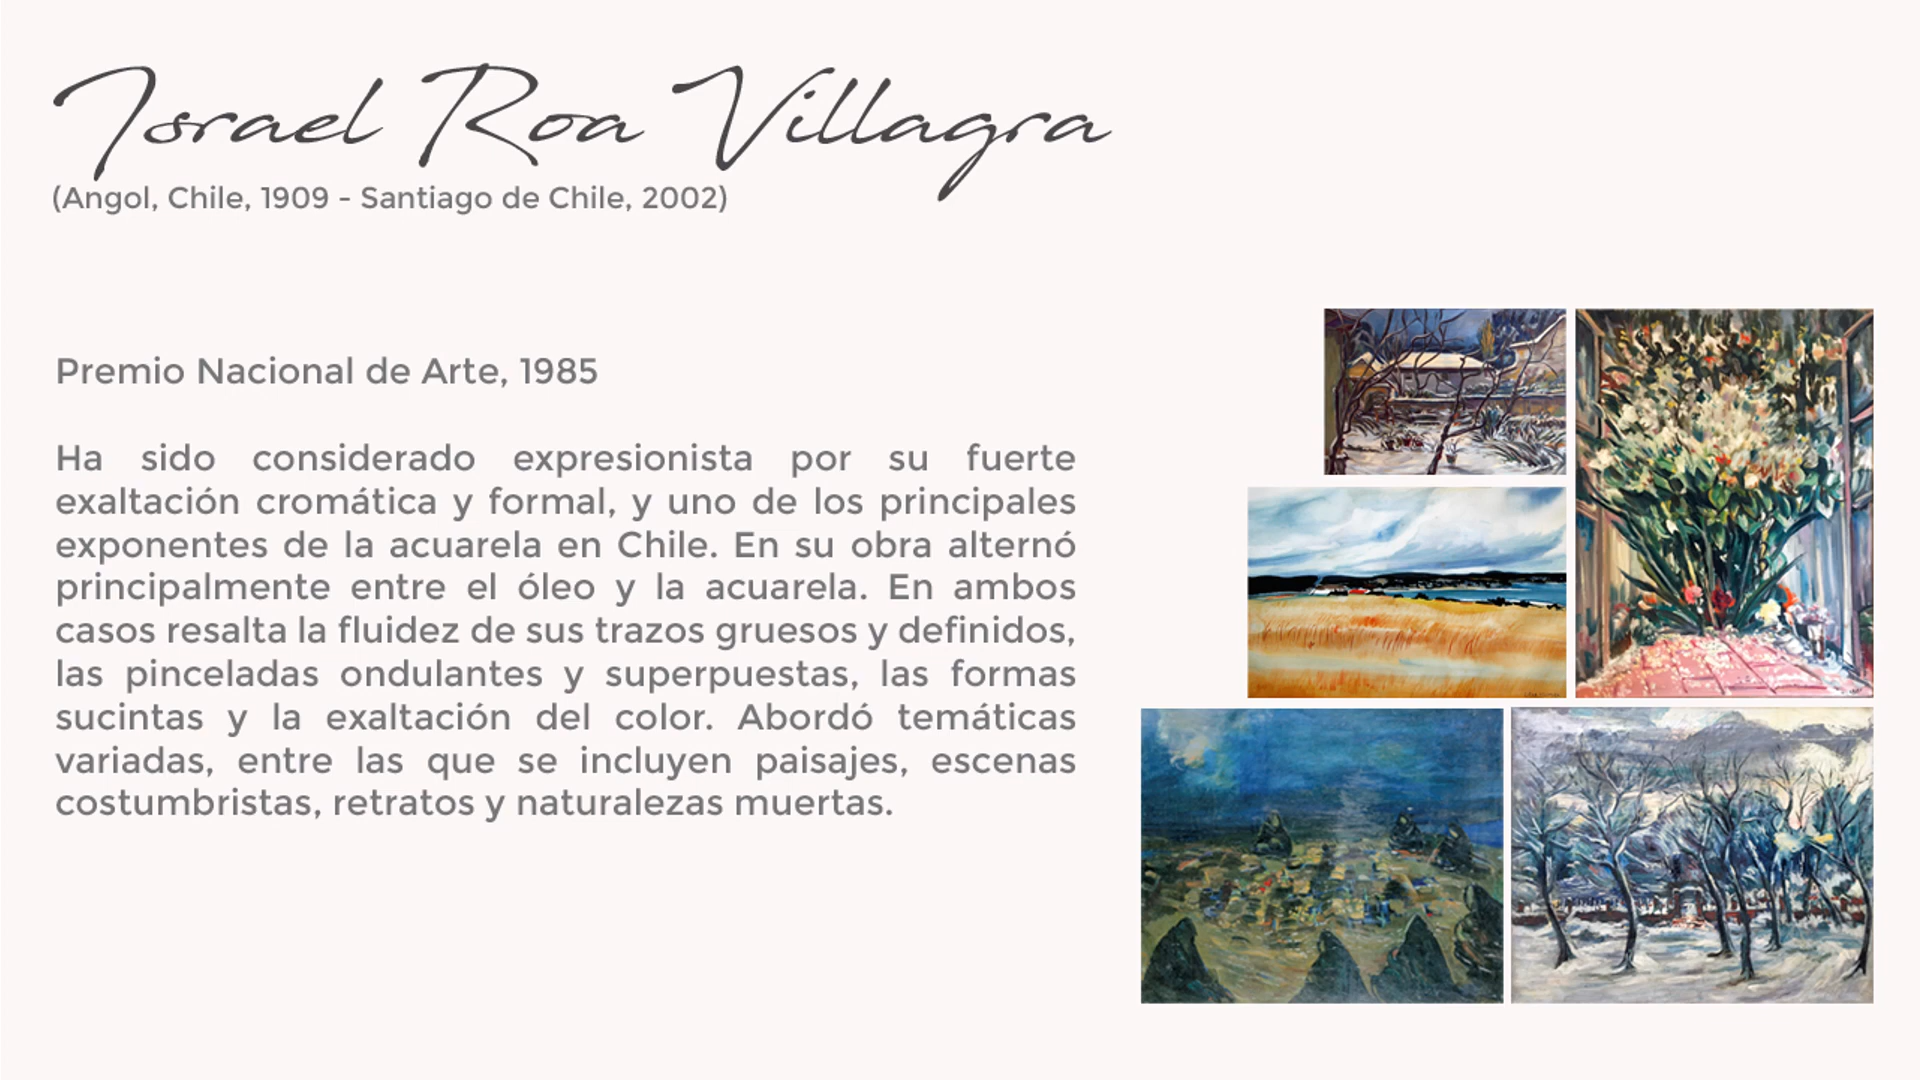 Israel Roa Villagra
(Angol, Chile, 1909 - Santiago de Chile, 2002)
Premio Nacional de Arte, 1985
Ha sido considerado expresionista por su fuerte
exaltación cromática y formal, y uno de los principales
exponentes de la acuarela en Chile. En su obra alternó
principalmente entre el óleo y la acuarela. En ambos
casos resalta la fluidez de sus trazos gruesos y definidos,
las pinceladas ondulantes y superpuestas, las formas
sucintas y la exaltación del color. Abordó temáticas
variadas, entre las que se incluyen paisajes, escenas
costumbristas, retratos y naturalezas muertas.